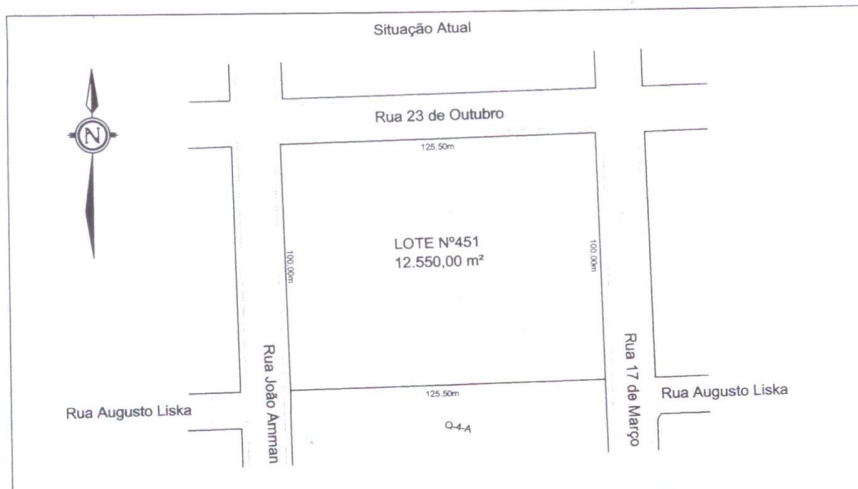 Situação Atual
N
Rua 23 de Outubro
125.50m
LOTE Nº451
12.550,00 m²
100.00m
100.00m
Rua João Amman
Rua 17 de Março
Rua Augusto Liska
125.50m
Rua Augusto Liska
Q-4-A